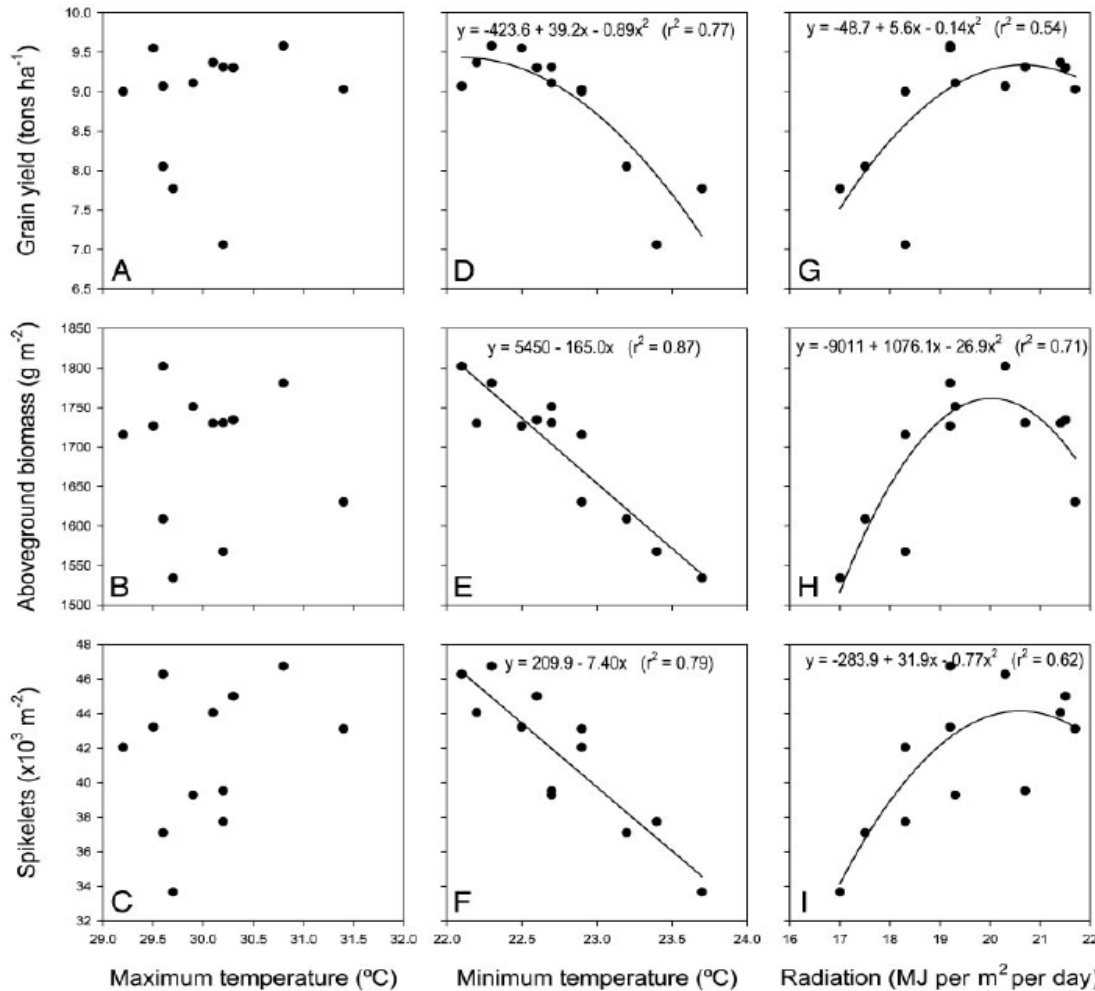 y = -423.6 + 39.2x - 0.89x² (r² = 0.77)
y = -48.7 + 5.6x - 0.14x² (r² = 0.54)
10.0
9.5
9.0
8.5
8.0
7.5
7.0
6.5
Grain yield (tons ha⁻¹)
A
D
G
y = 5450 - 165.0x (r² = 0.87)
y = -9011 + 1076.1x - 26.9x² (r² = 0.71)
1850
1800
1750
1700
1650
1600
1550
1500
Aboveground biomass (g m⁻²)
B
E
H
y = 209.9 - 7.40x (r² = 0.79)
y = -283.9 + 31.9x - 0.77x² (r² = 0.62)
48
46
44
42
40
38
36
34
32
Spikelets (x10³ m⁻²)
C
F
I
29.0 29.5 30.0 30.5 31.0 31.5 32.0
22.0 22.5 23.0 23.5 24.0
16 17 18 19 20 21 22
Maximum temperature (ºC)
Minimum temperature (ºC)
Radiation (MJ per m² per day)